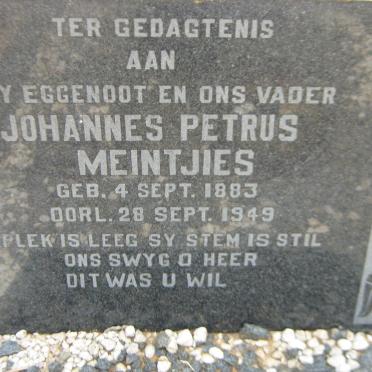 TER GEDAGTENIS
AAN
Y EGGENOOT EN ONS VADER
JOHANNES PETRUS
MEINTJIES
GEB. 4 SEPT. 1883
OORL. 28 SEPT. 1949
PLEK IS LEEG SY STEM IS STIL
ONS SWYG O HEER
DIT WAS U WIL